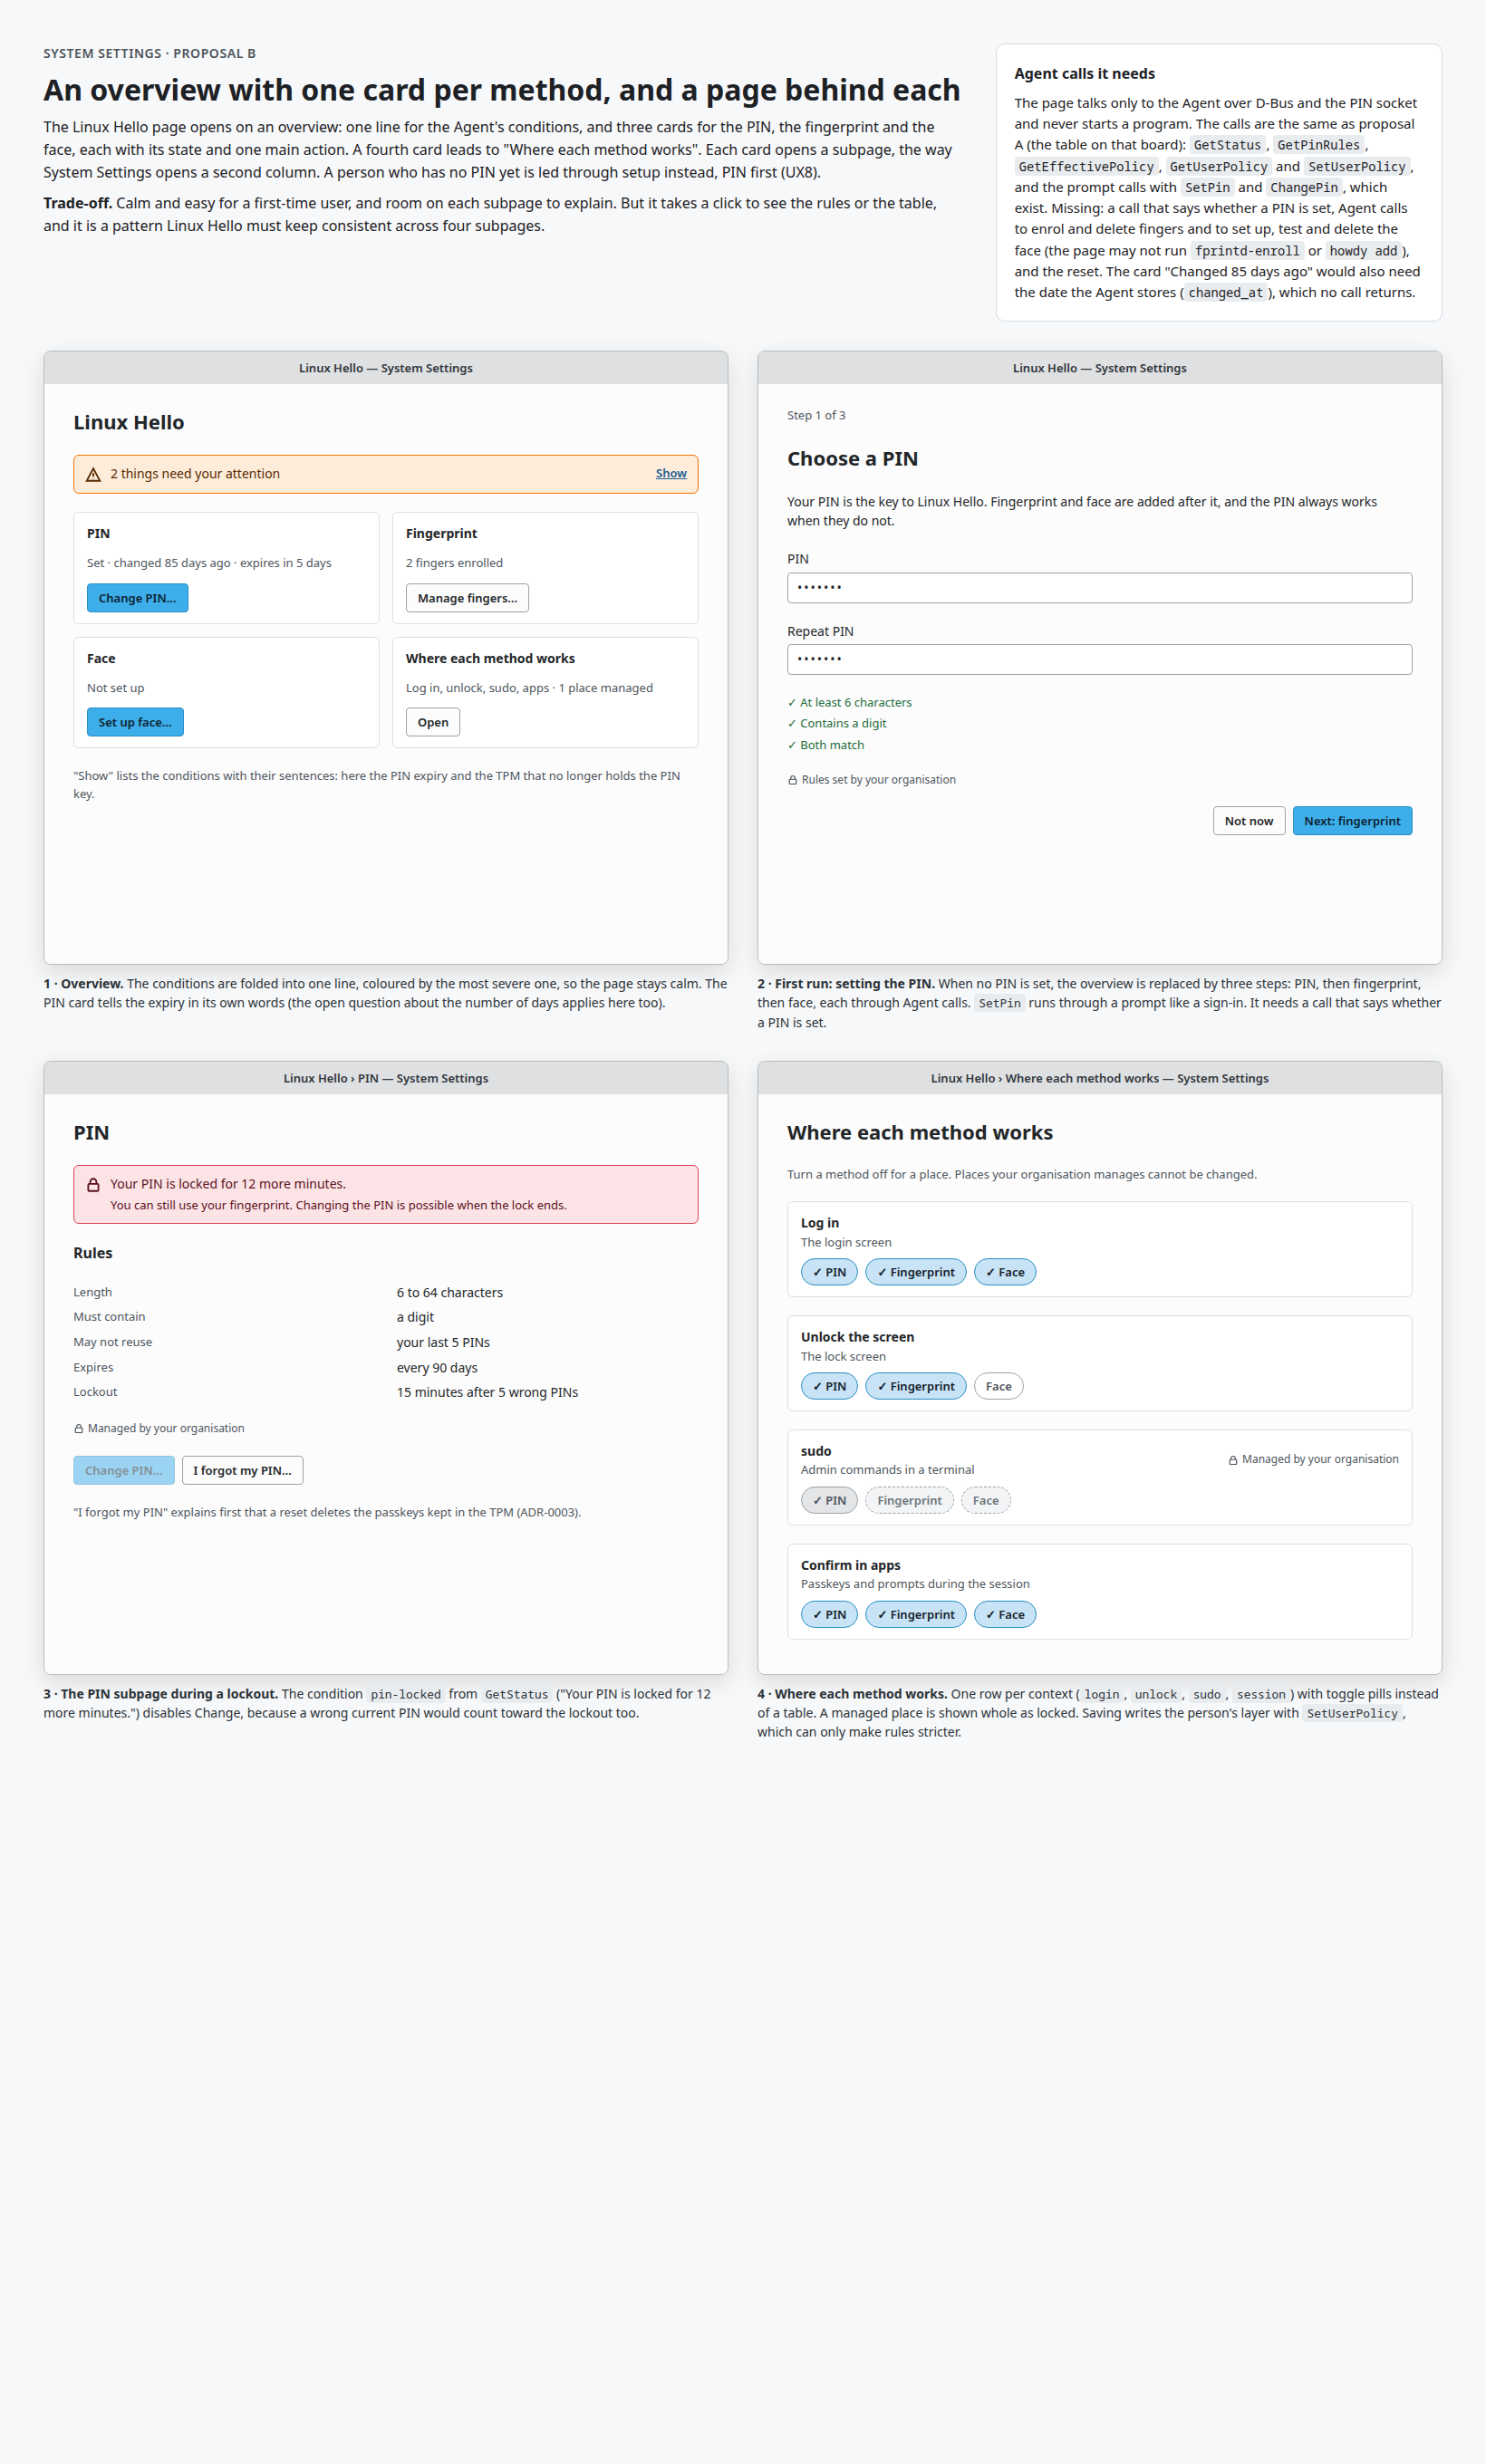 SYSTEM SETTINGS · PROPOSAL B
An overview with one card per method, and a page behind each
The Linux Hello page opens on an overview: one line for the Agent's conditions, and three cards for the PIN, the fingerprint and the
face, each with its state and one main action. A fourth card leads to "Where each method works". Each card opens a subpage, the way
System Settings opens a second column. A person who has no PIN yet is led through setup instead, PIN first (UX8).
Trade-off. Calm and easy for a first-time user, and room on each subpage to explain. But it takes a click to see the rules or the table,
and it is a pattern Linux Hello must keep consistent across four subpages.
Agent calls it needs
The page talks only to the Agent over D-Bus and the PIN socket
and never starts a program. The calls are the same as proposal
A (the table on that board): GetStatus, GetPinRules,
GetEffectivePolicy, GetUserPolicy and SetUserPolicy,
and the prompt calls with SetPin and ChangePin, which
exist. Missing: a call that says whether a PIN is set, Agent calls
to enrol and delete fingers and to set up, test and delete the
face (the page may not run fprintd-enroll or howdy add),
and the reset. The card "Changed 85 days ago" would also need
the date the Agent stores (changed_at), which no call returns.
Linux Hello — System Settings
Linux Hello
2 things need your attention
Show
PIN
Set · changed 85 days ago · expires in 5 days
Change PIN...
Fingerprint
2 fingers enrolled
Manage fingers...
Face
Not set up
Set up face...
Where each method works
Log in, unlock, sudo, apps · 1 place managed
Open
"Show" lists the conditions with their sentences: here the PIN expiry and the TPM that no longer holds the PIN
key.
1 · Overview. The conditions are folded into one line, coloured by the most severe one, so the page stays calm. The
PIN card tells the expiry in its own words (the open question about the number of days applies here too).
Linux Hello — System Settings
Step 1 of 3
Choose a PIN
Your PIN is the key to Linux Hello. Fingerprint and face are added after it, and the PIN always works
when they do not.
PIN
•••••••
Repeat PIN
•••••••
✓ At least 6 characters
✓ Contains a digit
✓ Both match
Rules set by your organisation
Not now
Next: fingerprint
2 · First run: setting the PIN. When no PIN is set, the overview is replaced by three steps: PIN, then fingerprint,
then face, each through Agent calls. SetPin runs through a prompt like a sign-in. It needs a call that says whether
a PIN is set.
Linux Hello › PIN — System Settings
PIN
Your PIN is locked for 12 more minutes.
You can still use your fingerprint. Changing the PIN is possible when the lock ends.
Rules
Length 6 to 64 characters
Must contain a digit
May not reuse your last 5 PINs
Expires every 90 days
Lockout 15 minutes after 5 wrong PINs
Managed by your organisation
Change PIN...
I forgot my PIN...
"I forgot my PIN" explains first that a reset deletes the passkeys kept in the TPM (ADR-0003).
3 · The PIN subpage during a lockout. The condition pin-locked from GetStatus ("Your PIN is locked for 12
more minutes.") disables Change, because a wrong current PIN would count toward the lockout too.
Linux Hello › Where each method works — System Settings
Where each method works
Turn a method off for a place. Places your organisation manages cannot be changed.
Log in
The login screen
✓ PIN ✓ Fingerprint ✓ Face
Unlock the screen
The lock screen
✓ PIN ✓ Fingerprint Face
sudo
Admin commands in a terminal
Managed by your organisation
✓ PIN Fingerprint Face
Confirm in apps
Passkeys and prompts during the session
✓ PIN ✓ Fingerprint ✓ Face
4 · Where each method works. One row per context (login, unlock, sudo, session) with toggle pills instead
of a table. A managed place is shown whole as locked. Saving writes the person's layer with SetUserPolicy,
which can only make rules stricter.